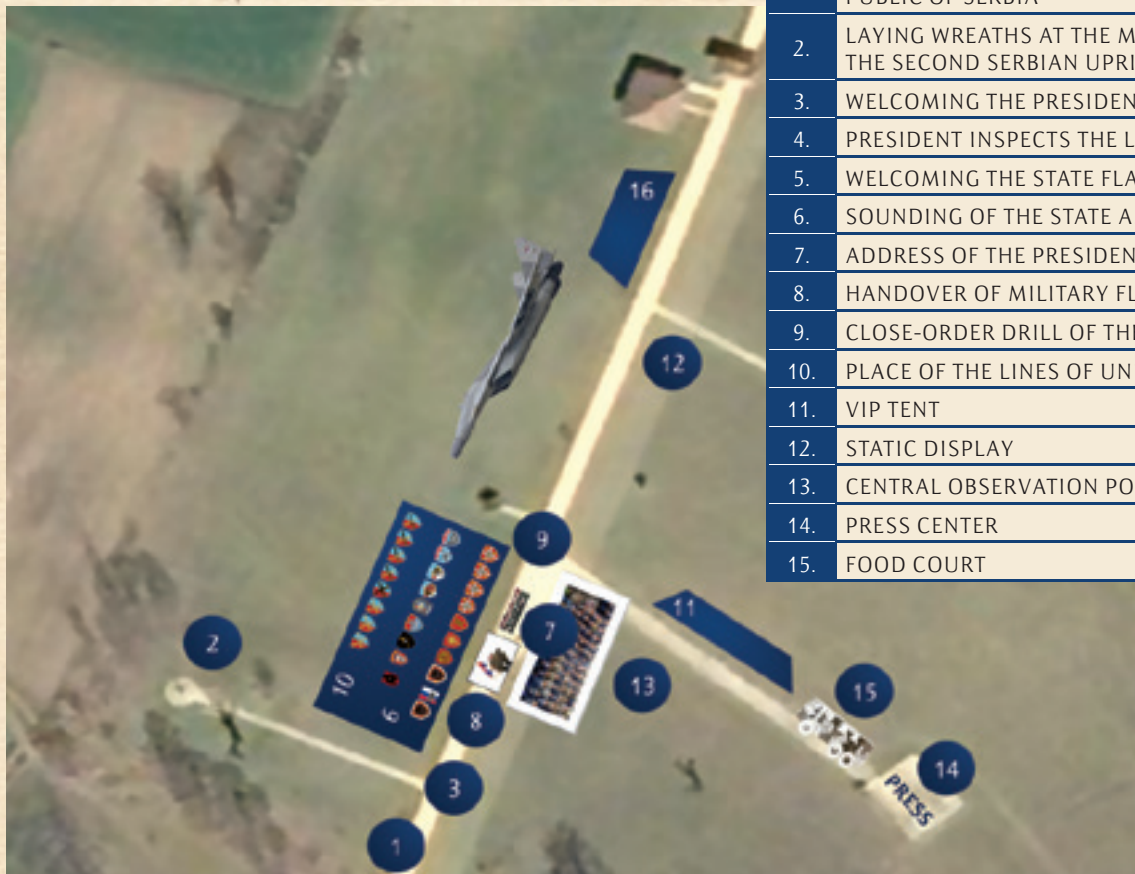 PUBLIC OF SERBIA
2. LAYING WREATHS AT THE M
THE SECOND SERBIAN UPRI
3. WELCOMING THE PRESIDEN
4. PRESIDENT INSPECTS THE L
5. WELCOMING THE STATE FLA
6. SOUNDING OF THE STATE A
7. ADDRESS OF THE PRESIDEN
8. HANDOVER OF MILITARY FL
9. CLOSE-ORDER DRILL OF THE
10. PLACE OF THE LINES OF UN
11. VIP TENT
12. STATIC DISPLAY
13. CENTRAL OBSERVATION PO
14. PRESS CENTER
15. FOOD COURT
16
12
9
11
7
2
10
6
13
8
15
3
14
PRESS
1